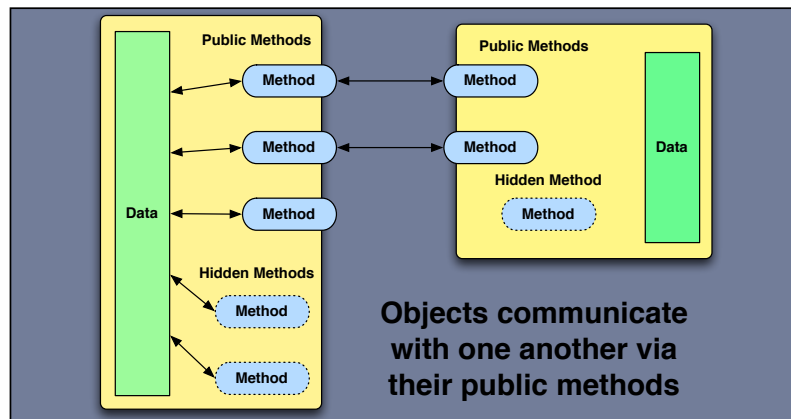 Public Methods
Method
Method
Data
Method
Hidden Methods
Method
Method
Public Methods
Method
Method
Data
Hidden Method
Method
Objects communicate
with one another via
their public methods